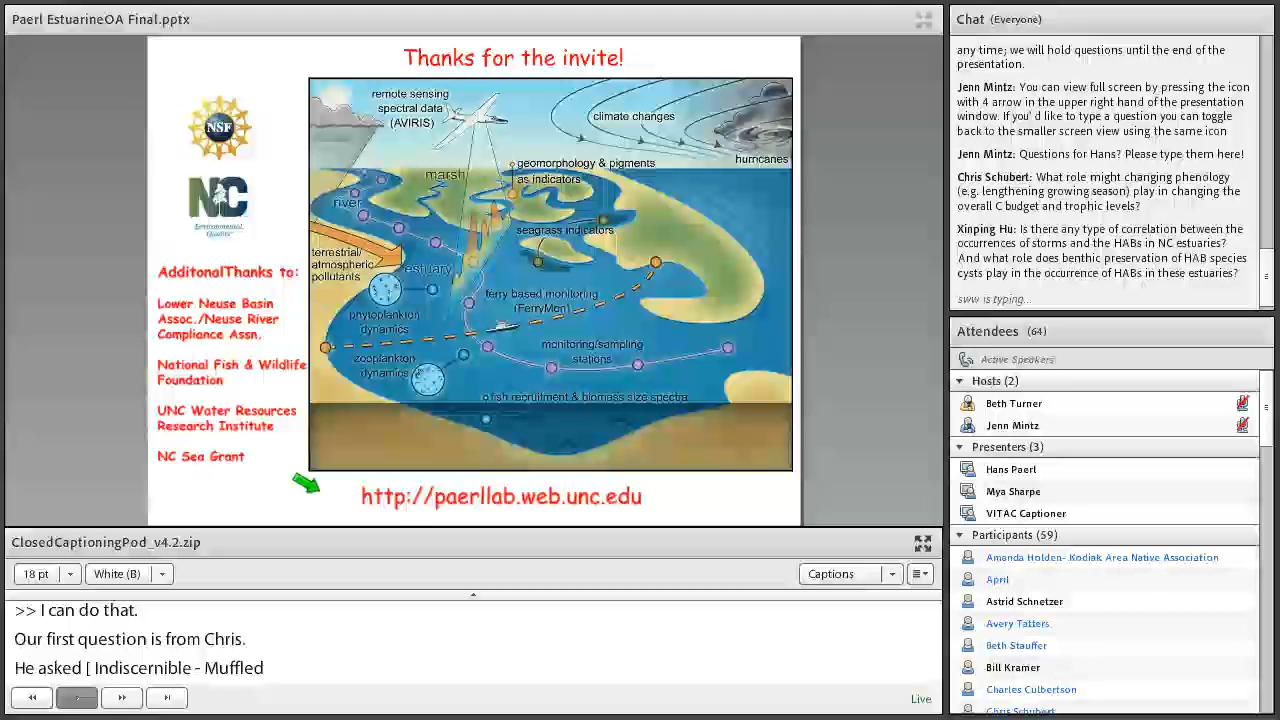 Paerl EstuarineOA Final.pptx
Thanks for the invite!
NSF
NC
Environmental
Quality
AdditonalThanks to:
Lower Neuse Basin
Assoc./Neuse River
Compliance Assn.
National Fish & Wildlife
Foundation
UNC Water Resources
Research Institute
NC Sea Grant
remote sensing
spectral data
(AVIRIS)
climate changes
hurricanes
geomorphology & pigments
as indicators
marsh
river
seagrass indicators
terrestrial/
atmospheric
pollutants
estuary
ferry based monitoring
(FerryMon)
phytoplankton
dynamics
monitoring/sampling
stations
zooplankton
dynamics
fish recruitment & biomass size spectra
http://paerllab.web.unc.edu
ClosedCaptioningPod_v4.2.zip
18 pt
White (B)
Captions
>> I can do that.
Our first question is from Chris.
He asked [ Indiscernible - Muffled
Live
Chat (Everyone)
any time; we will hold questions until the end of the
presentation.
Jenn Mintz: You can view full screen by pressing the icon
with 4 arrow in the upper right hand of the presentation
window. If you'd like to type a question you can toggle
back to the smaller screen view using the same icon
Jenn Mintz: Questions for Hans? Please type them here!
Chris Schubert: What role might changing phenology
(e.g. lengthening growing season) play in changing the
overall C budget and trophic levels?
Xinping Hu: Is there any type of correlation between the
occurrences of storms and the HABs in NC estuaries?
And what role does benthic preservation of HAB species
cysts play in the occurrence of HABs in these estuaries?
sww is typing...
Attendees (64)
Active Speakers
Hosts (2)
Beth Turner
Jenn Mintz
Presenters (3)
Hans Paerl
Mya Sharpe
VITAC Captioner
Participants (59)
Amanda Holden- Kodiak Area Native Association
April
Astrid Schnetzer
Avery Tatters
Beth Stauffer
Bill Kramer
Charles Culbertson
Chris Schubert